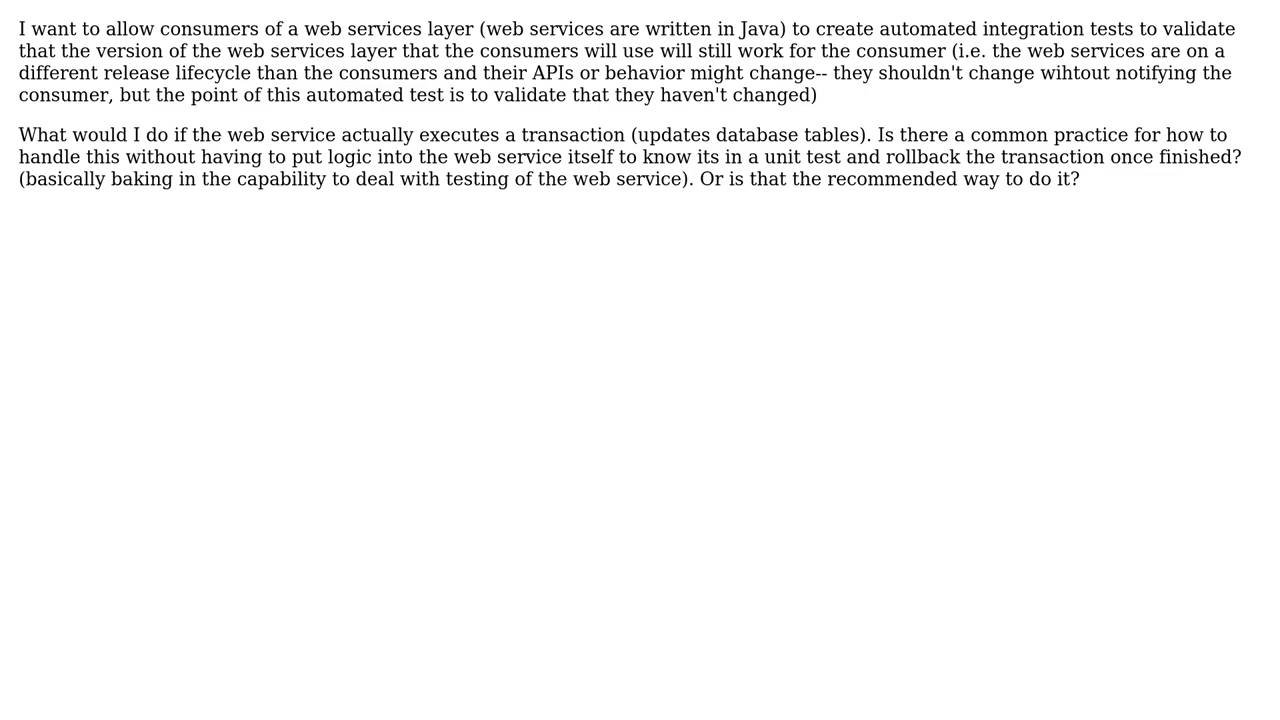 I want to allow consumers of a web services layer (web services are written in Java) to create automated integration tests to validate
that the version of the web services layer that the consumers will use will still work for the consumer (i.e. the web services are on a
different release lifecycle than the consumers and their APIs or behavior might change-- they shouldn't change wihtout notifying the
consumer, but the point of this automated test is to validate that they haven't changed)
What would I do if the web service actually executes a transaction (updates database tables). Is there a common practice for how to
handle this without having to put logic into the web service itself to know its in a unit test and rollback the transaction once finished?
(basically baking in the capability to deal with testing of the web service). Or is that the recommended way to do it?